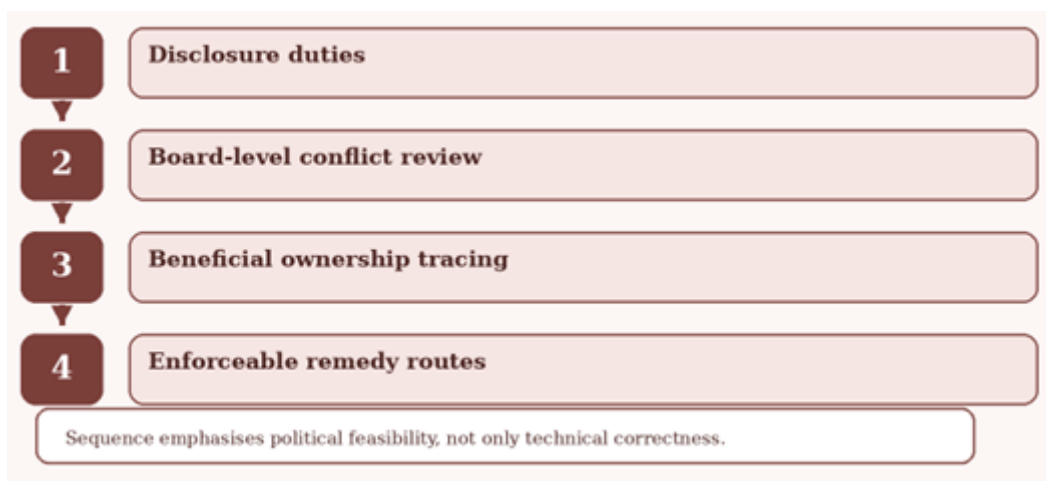 1
Disclosure duties
2
Board-level conflict review
3
Beneficial ownership tracing
4
Enforceable remedy routes
Sequence emphasises political feasibility, not only technical correctness.